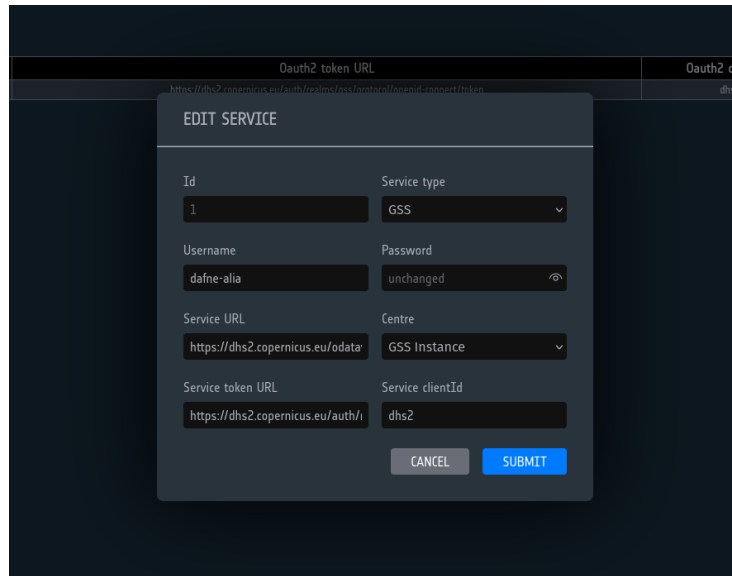 Oauth2 token URL
Oauth2 c
https://dhs2.copernicus.eu/auth/realms/gss/protocol/openid-connect/token
dhs
EDIT SERVICE
Id
Service type
1
GSS
Username
Password
dafne-alia
unchanged
Service URL
Centre
https://dhs2.copernicus.eu/odata
GSS Instance
Service token URL
Service clientId
https://dhs2.copernicus.eu/auth/
dhs2
CANCEL
SUBMIT